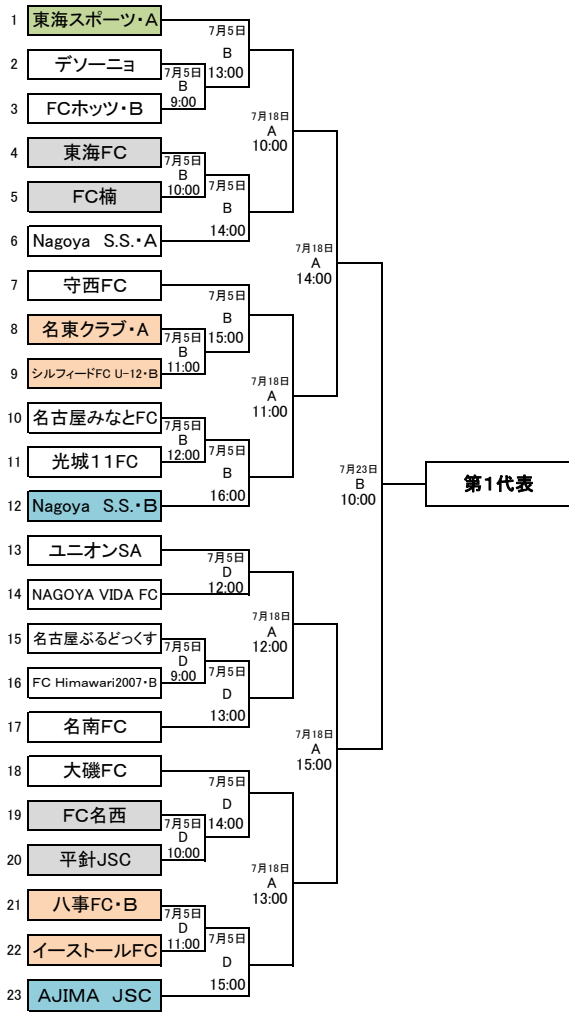 1 東海スポーツ・A
2 デソーニョ
3 FCホッツ・B
4 東海FC
5 FC楠
6 Nagoya S.S.・A
7 守西FC
8 名東クラブ・A
9 シルフィードFC U-12・B
10 名古屋みなとFC
11 光城11FC
12 Nagoya S.S.・B
13 ユニオンSA
14 NAGOYA VIDA FC
15 名古屋ぶるどっくす
16 FC Himawari2007・B
17 名南FC
18 大磯FC
19 FC名西
20 平針JSC
21 八事FC・B
22 イーストールFC
23 AJIMA JSC
7月5日
B
9:00
7月5日
B
10:00
7月5日
B
11:00
7月5日
B
12:00
7月5日
D
9:00
7月5日
D
10:00
7月5日
D
11:00
7月5日
B
13:00
7月5日
B
14:00
7月5日
B
15:00
7月5日
B
16:00
7月5日
D
12:00
7月5日
D
13:00
7月5日
D
14:00
7月5日
D
15:00
7月18日
A
10:00
7月18日
A
11:00
7月18日
A
12:00
7月18日
A
13:00
7月18日
A
14:00
7月18日
A
15:00
7月23日
B
10:00
第1代表